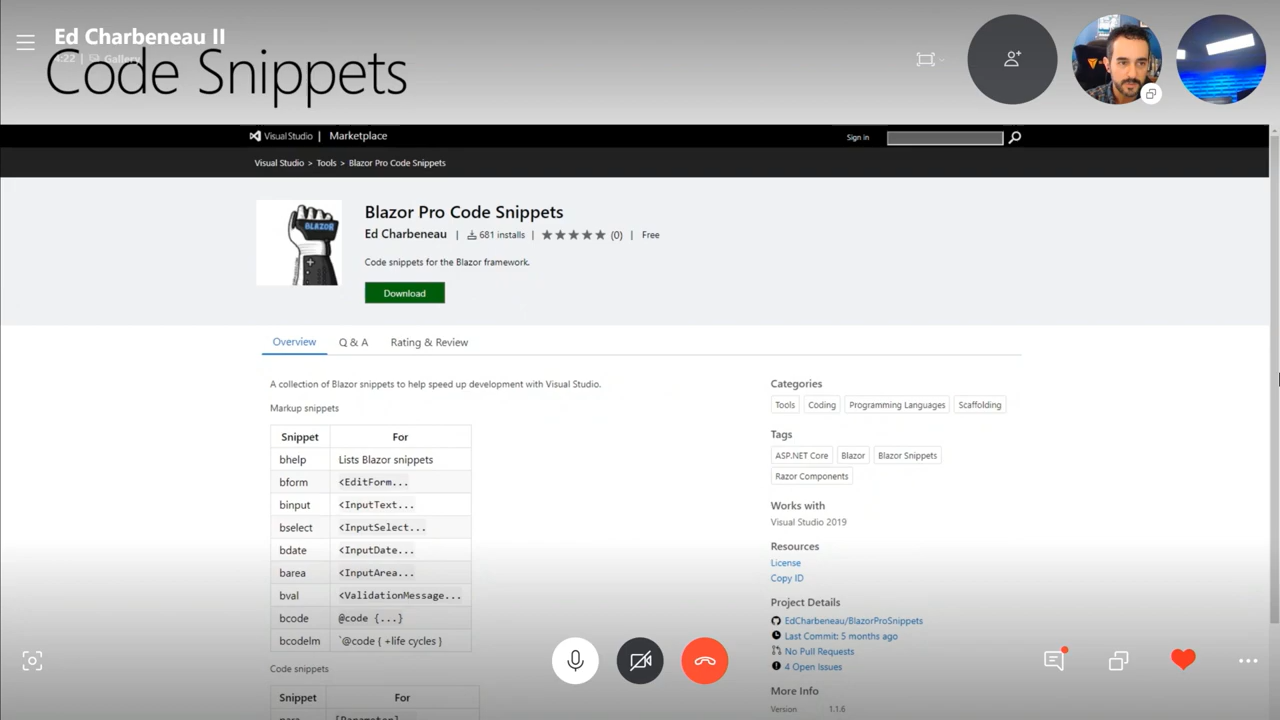 Ed Charbeneau II
4:22 | Gallery
Code Snippets
Visual Studio | Marketplace
Sign in
Visual Studio > Tools > Blazor Pro Code Snippets
BLAZOR
Blazor Pro Code Snippets
Ed Charbeneau | 681 installs | (0) | Free
Code snippets for the Blazor framework.
Download
Overview Q & A Rating & Review
A collection of Blazor snippets to help speed up development with Visual Studio.
Markup snippets
Snippet For
bhelp Lists Blazor snippets
bform <EditForm...
binput <InputText...
bselect <InputSelect...
bdate <InputDate...
barea <InputArea...
bval <ValidationMessage...
bcode @code {...}
bcodelm `@code { +life cycles }
Code snippets
Snippet For
para [Parameter]
Categories
Tools Coding Programming Languages Scaffolding
Tags
ASP.NET Core Blazor Blazor Snippets
Razor Components
Works with
Visual Studio 2019
Resources
License
Copy ID
Project Details
EdCharbeneau/BlazorProSnippets
Last Commit: 5 months ago
No Pull Requests
4 Open Issues
More Info
Version 1.1.6